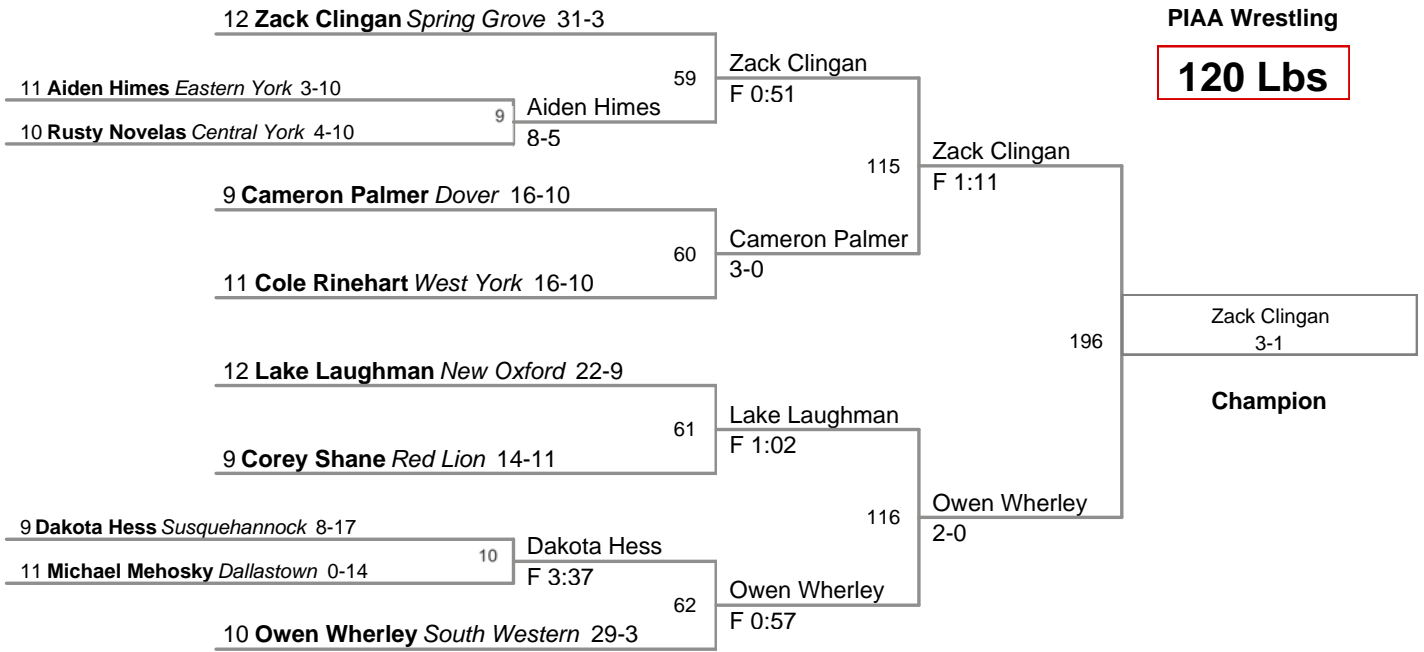 12 Zack Clingan Spring Grove 31-3
PIAA Wrestling
120 Lbs
59
Zack Clingan
F 0:51
11 Aiden Himes Eastern York 3-10
9
Aiden Himes
8-5
10 Rusty Novelas Central York 4-10
115
Zack Clingan
F 1:11
9 Cameron Palmer Dover 16-10
60
Cameron Palmer
3-0
11 Cole Rinehart West York 16-10
196
Zack Clingan
3-1
Champion
12 Lake Laughman New Oxford 22-9
61
Lake Laughman
F 1:02
9 Corey Shane Red Lion 14-11
116
Owen Wherley
2-0
9 Dakota Hess Susquehannock 8-17
10
Dakota Hess
F 3:37
11 Michael Mehosky Dallastown 0-14
62
Owen Wherley
F 0:57
10 Owen Wherley South Western 29-3